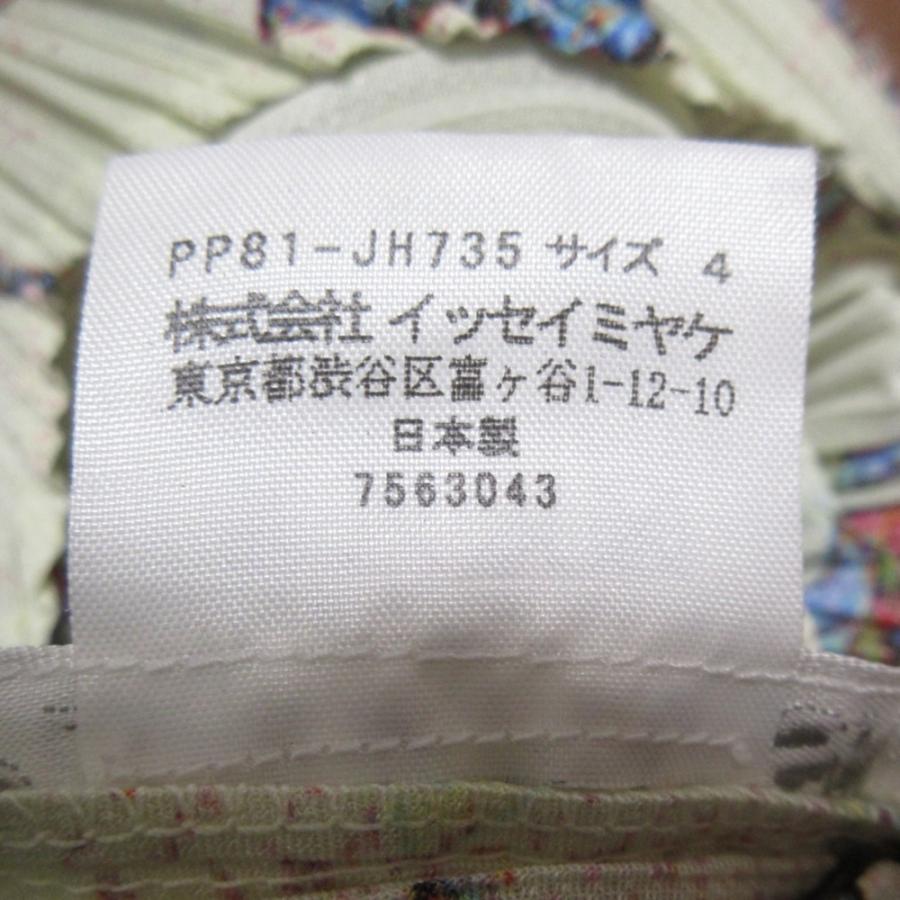 PP81-JH735 サイズ 4
株式会社イッセイミヤケ
東京都渋谷区富ヶ谷1-12-10
日本製
7563043